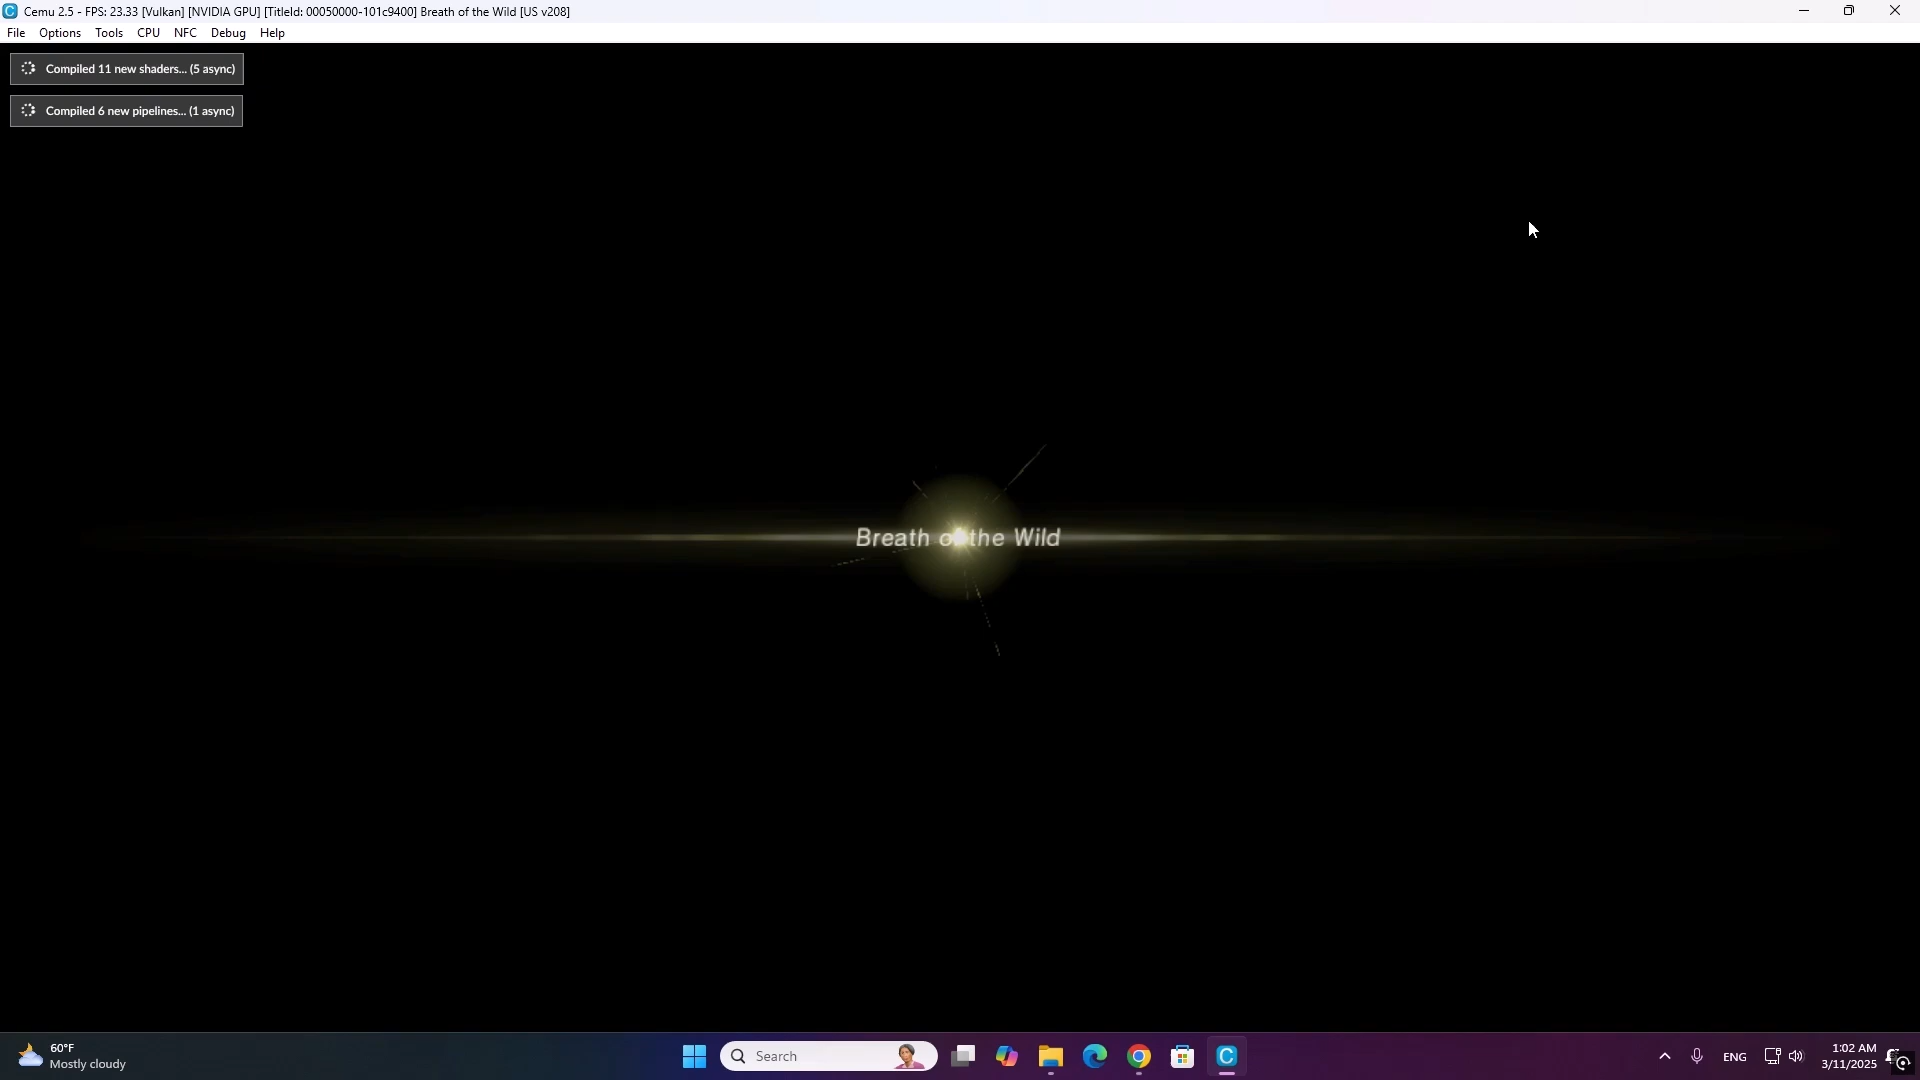 Cemu 2.5 - FPS: 23.33 [Vulkan] [NVIDIA GPU] [TitleId: 00050000-101c9400] Breath of the Wild [US v208]
File Options Tools CPU NFC Debug Help
Compiled 11 new shaders... (5 async)
Compiled 6 new pipelines... (1 async)
Breath of the Wild
60°F
Mostly cloudy
Search
ENG
1:02 AM
3/11/2025